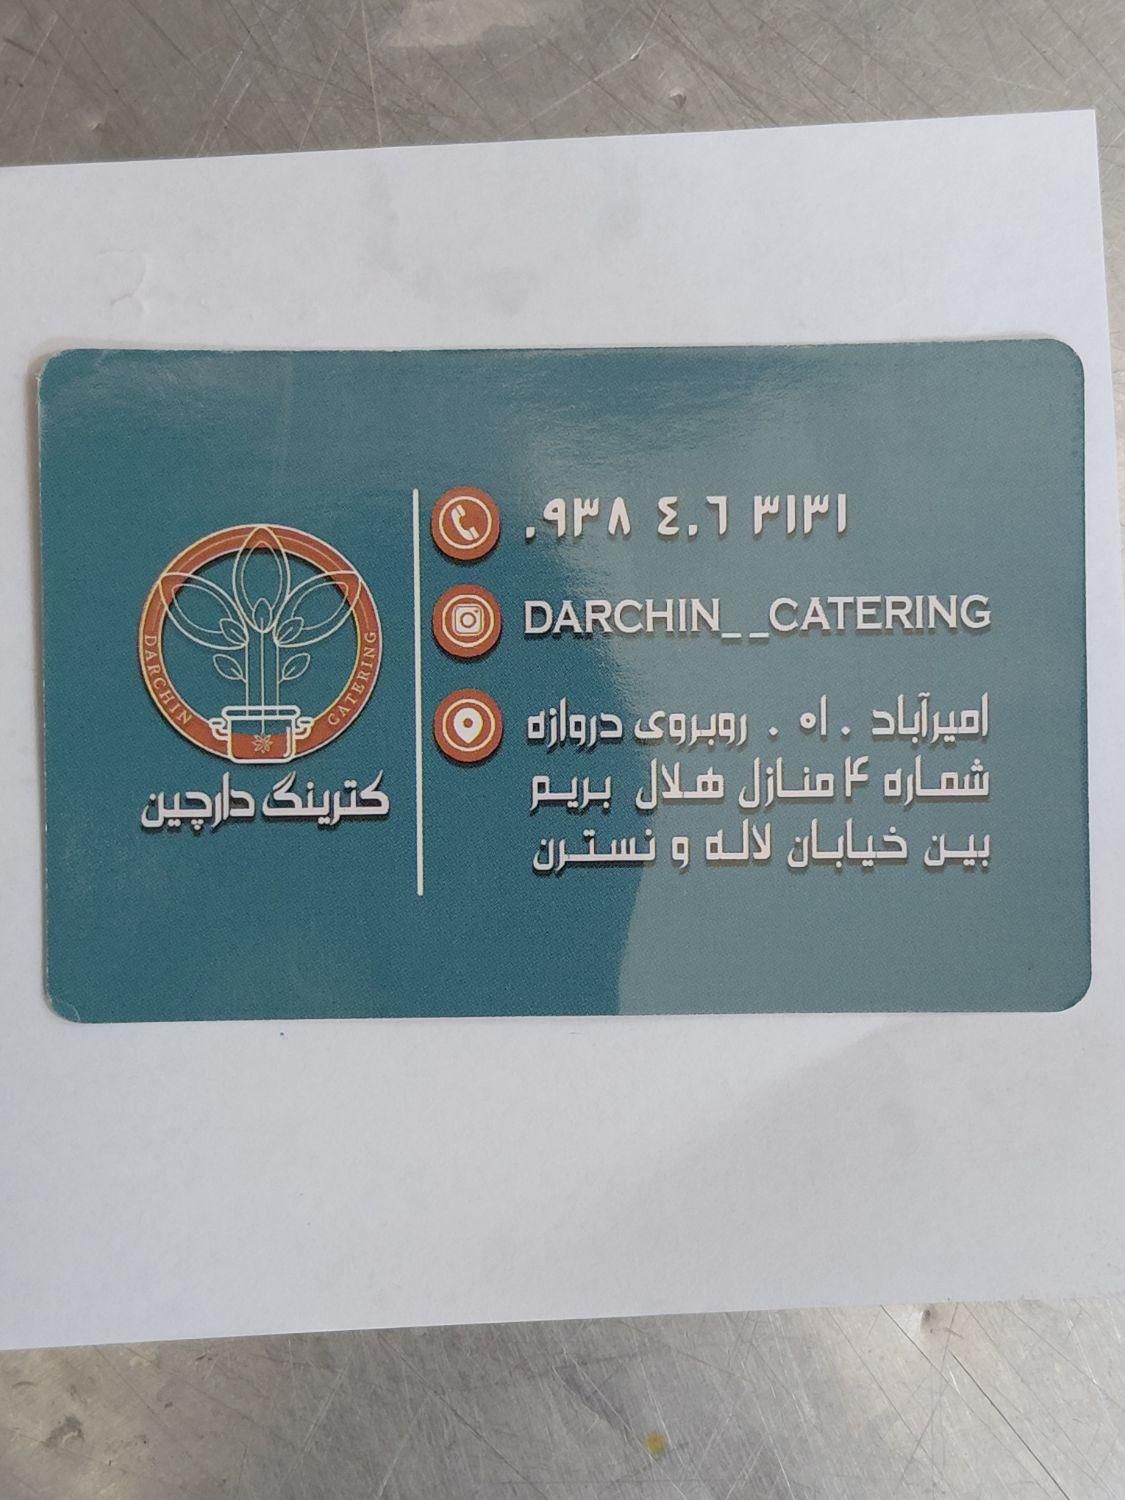 DARCHIN CATERING
کترینگ دارچین
۰۹۳۸ ٤۰٦ ۳۱۳۱
DARCHIN__CATERING
امیرآباد . ۵۱ . روبروی دروازه
شماره ۴ منازل هلال بریم
بین خیابان لاله و نسترن